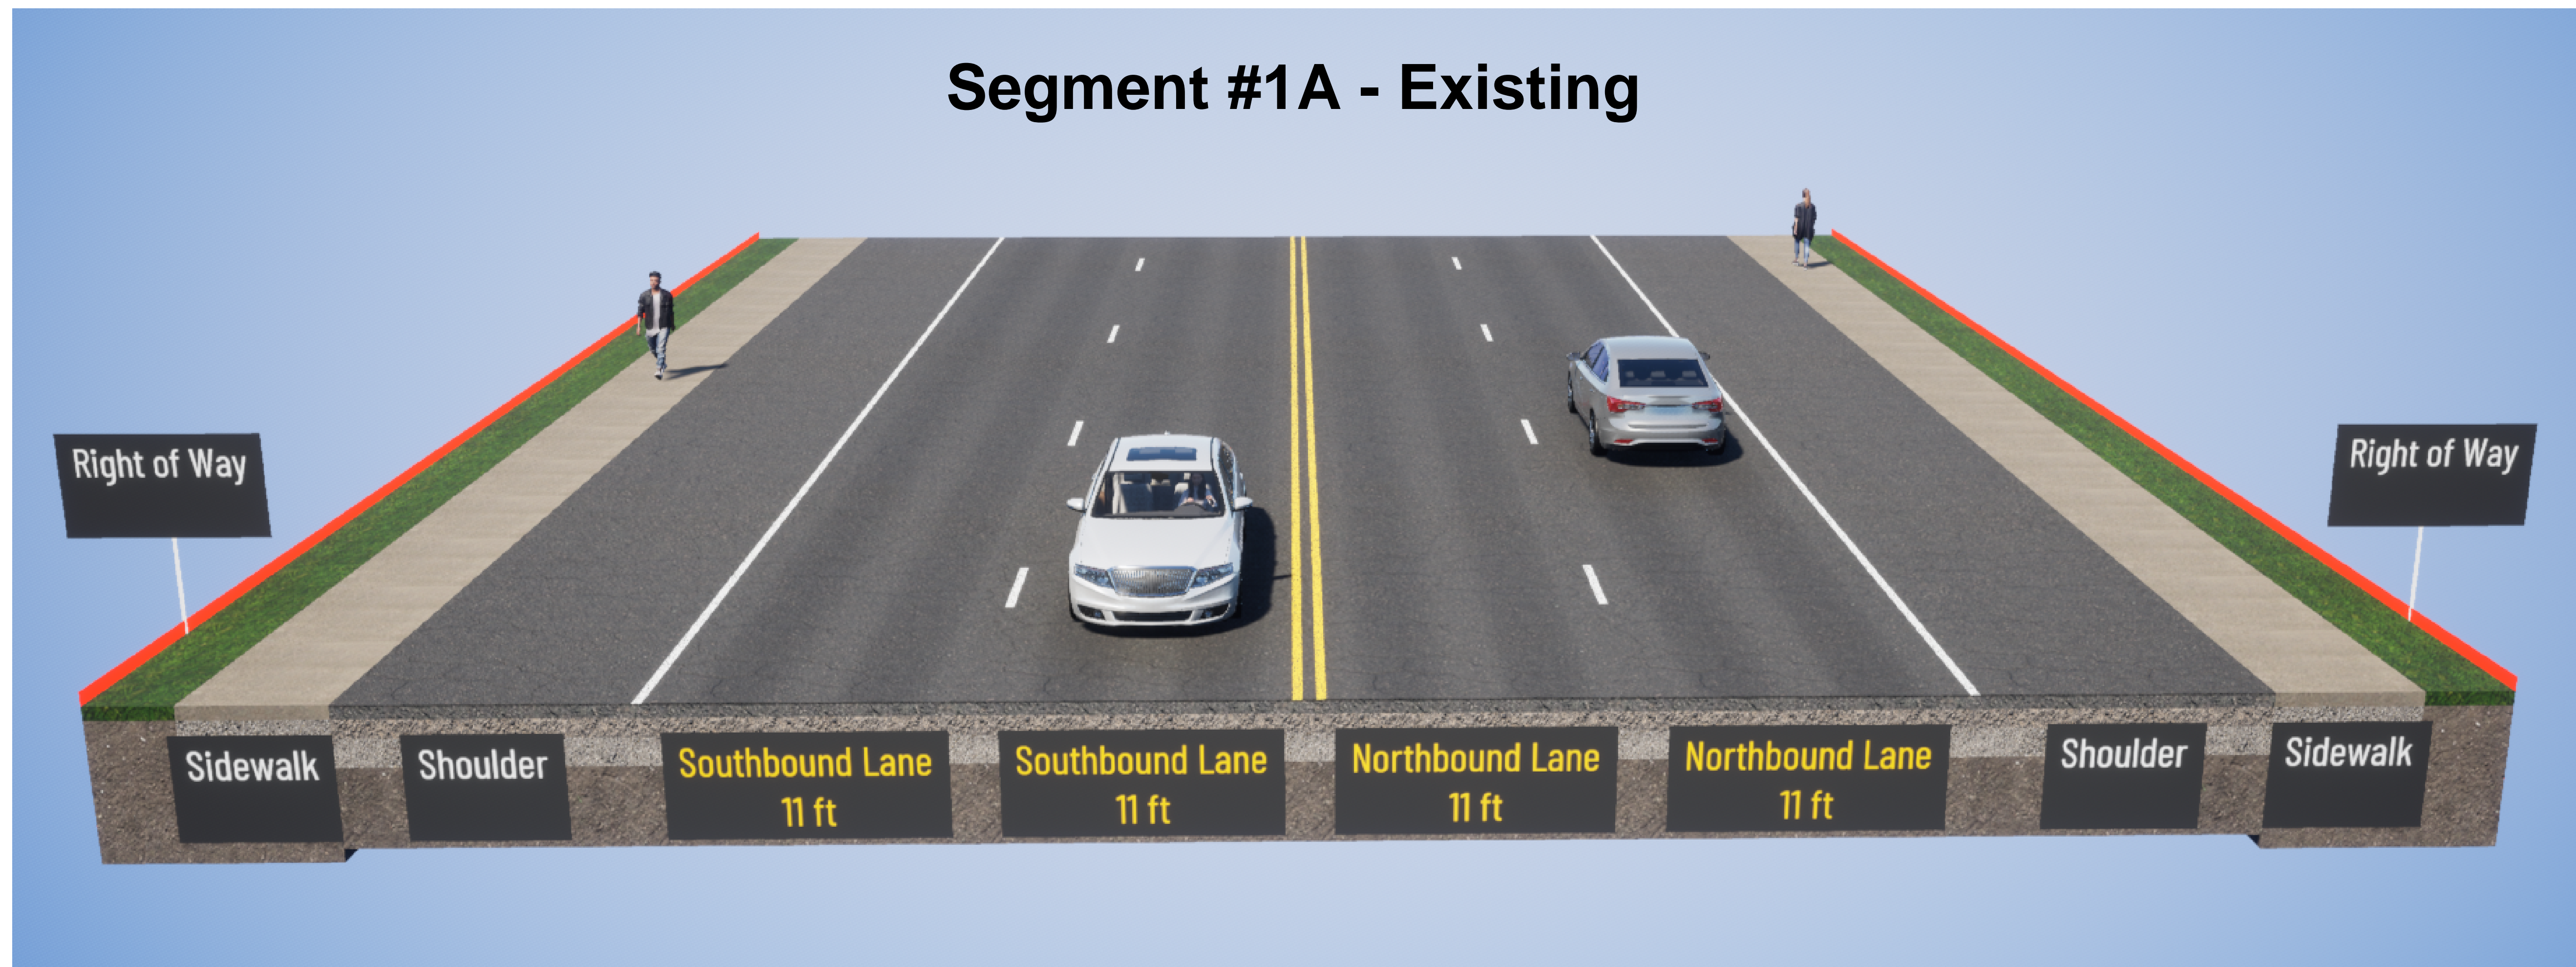 Segment #1A - Existing
Right of Way
Right of Way
Sidewalk
Shoulder
Southbound Lane
11 ft
Southbound Lane
11 ft
Northbound Lane
11 ft
Northbound Lane
11 ft
Shoulder
Sidewalk